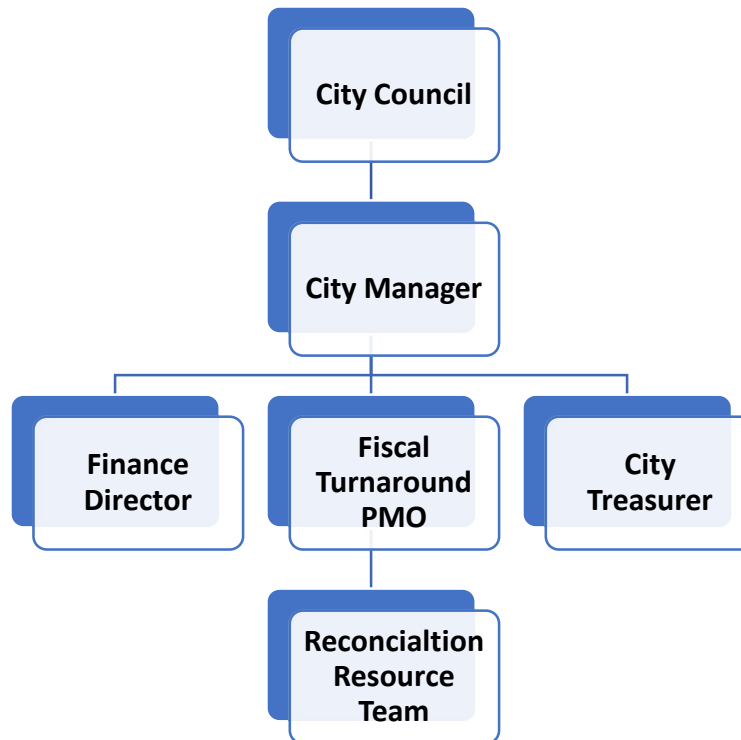 City Council
City Manager
Finance
Director
Fiscal
Turnaround
PMO
City
Treasurer
Reconcialtion
Resource
Team